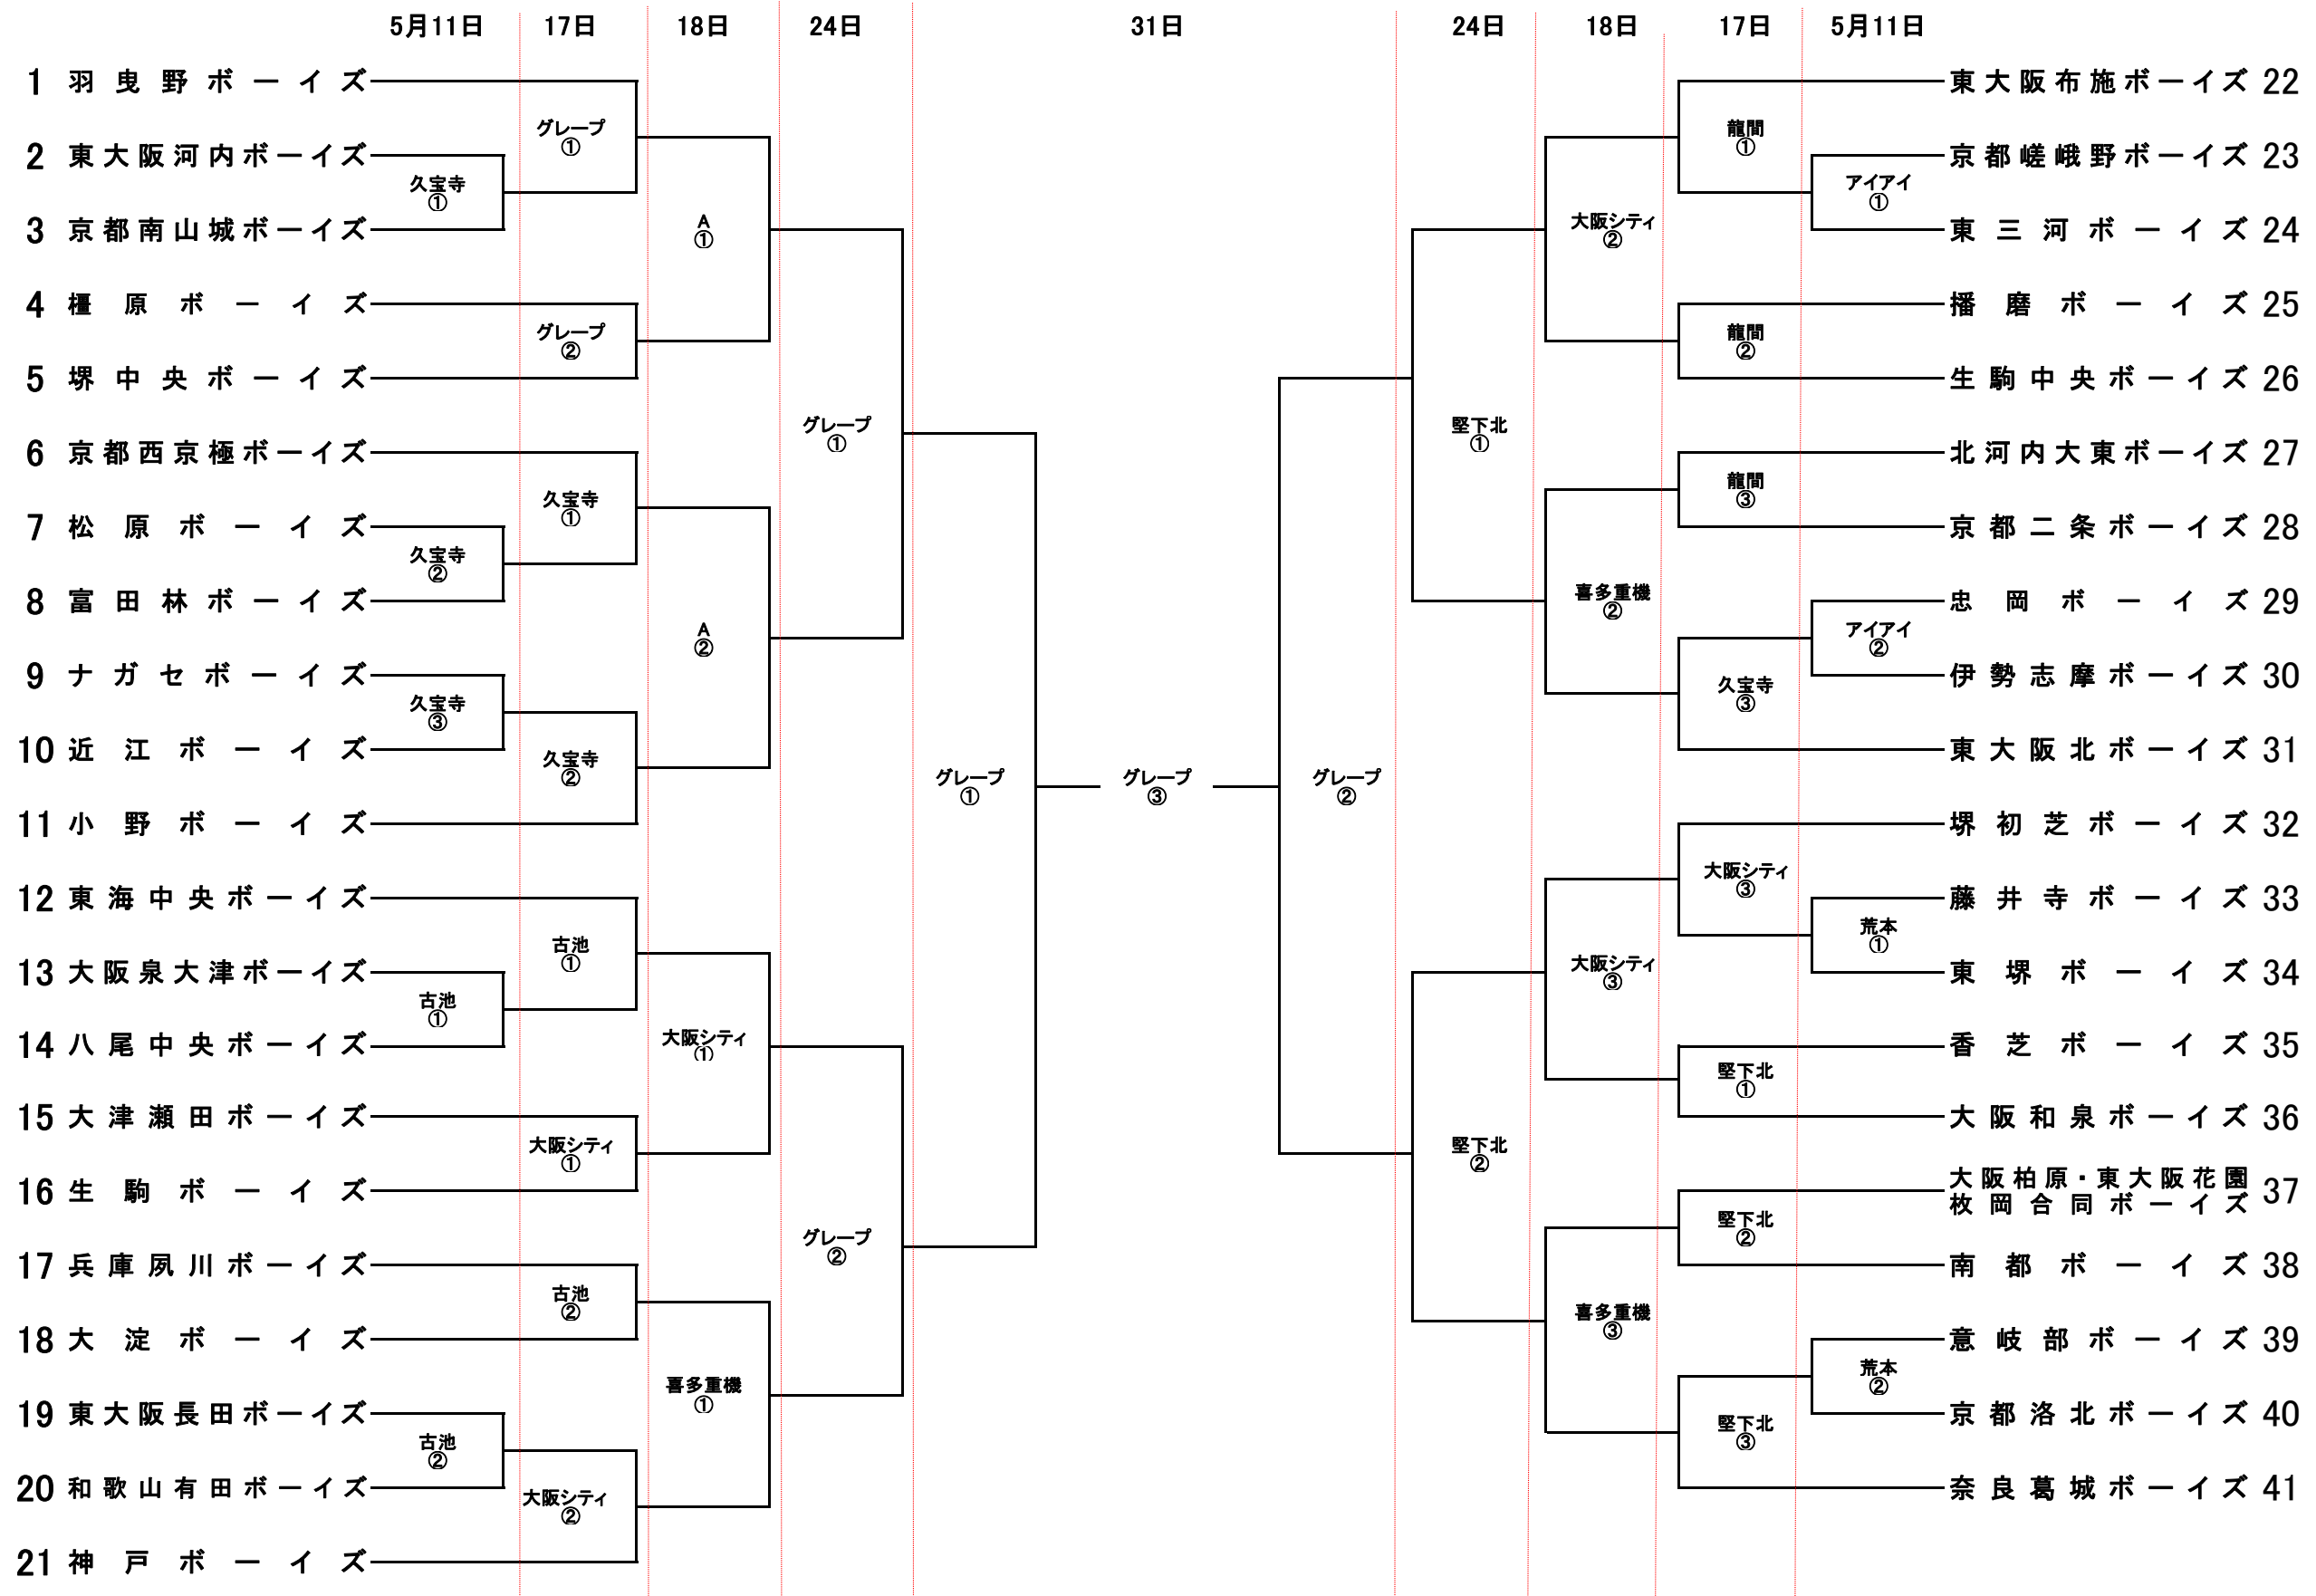 5月11日 17日 18日 24日 31日 24日 18日 17日 5月11日
1 羽曳野ボーイズ
2 東大阪河内ボーイズ
3 京都南山城ボーイズ
4 橿原ボーイズ
5 堺中央ボーイズ
6 京都西京極ボーイズ
7 松原ボーイズ
8 富田林ボーイズ
9 ナガセボーイズ
10 近江ボーイズ
11 小野ボーイズ
12 東海中央ボーイズ
13 大阪泉大津ボーイズ
14 八尾中央ボーイズ
15 大津瀬田ボーイズ
16 生駒ボーイズ
17 兵庫夙川ボーイズ
18 大淀ボーイズ
19 東大阪長田ボーイズ
20 和歌山有田ボーイズ
21 神戸ボーイズ
久宝寺
①
久宝寺
②
久宝寺
③
古池
①
古池
②
グレープ
①
グレープ
②
久宝寺
①
久宝寺
②
古池
①
大阪シティ
①
古池
②
大阪シティ
②
A
①
A
②
大阪シティ
①
喜多重機
①
グレープ
①
グレープ
②
グレープ
①
グレープ
③
グレープ
②
堅下北
①
堅下北
②
大阪シティ
②
喜多重機
②
大阪シティ
③
喜多重機
③
龍間
①
龍間
②
龍間
③
久宝寺
③
大阪シティ
③
堅下北
①
堅下北
②
堅下北
③
アイアイ
①
アイアイ
②
荒本
①
荒本
②
東大阪布施ボーイズ 22
京都嵯峨野ボーイズ 23
東三河ボーイズ 24
播磨ボーイズ 25
生駒中央ボーイズ 26
北河内大東ボーイズ 27
京都二条ボーイズ 28
忠岡ボーイズ 29
伊勢志摩ボーイズ 30
東大阪北ボーイズ 31
堺初芝ボーイズ 32
藤井寺ボーイズ 33
東堺ボーイズ 34
香芝ボーイズ 35
大阪和泉ボーイズ 36
大阪柏原・東大阪花園
枚岡合同ボーイズ 37
南都ボーイズ 38
意岐部ボーイズ 39
京都洛北ボーイズ 40
奈良葛城ボーイズ 41